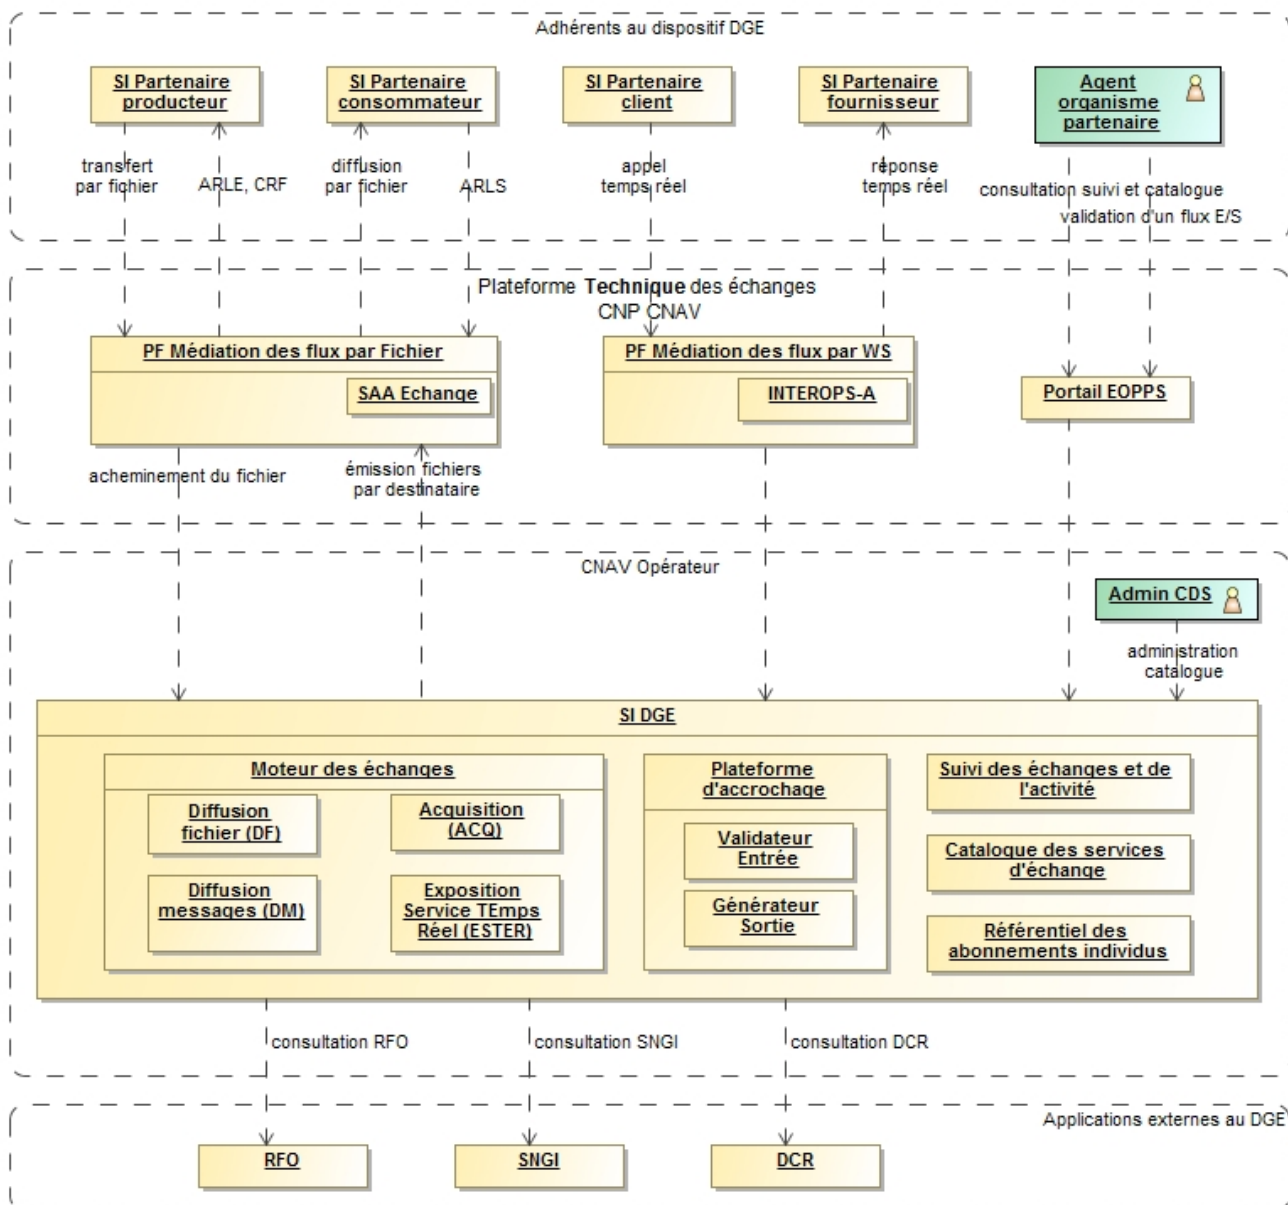 Adhérents au dispositif DGE
SI Partenaire
producteur
SI Partenaire
consommateur
SI Partenaire
client
SI Partenaire
fournisseur
Agent
organisme
partenaire
transfert
par fichier
ARLE, CRF
diffusion
par fichier
ARLS
appel
temps réel
réponse
temps réel
consultation suivi et catalogue
validation d'un flux E/S
Plateforme Technique des échanges
CNP CNAV
PF Médiation des flux par Fichier
SAA Echange
PF Médiation des flux par WS
INTEROPS-A
Portail EOPPS
acheminement du fichier
émission fichiers
par destinataire
CNAV Opérateur
Admin CDS
administration
catalogue
SI DGE
Moteur des échanges
Diffusion
fichier (DF)
Acquisition
(ACQ)
Diffusion
messages (DM)
Exposition
Service TEmps
Réel (ESTER)
Plateforme
d'accrochage
Validateur
Entrée
Générateur
Sortie
Suivi des échanges et de
l'activité
Catalogue des services
d'échange
Référentiel des
abonnements individus
consultation RFO
consultation SNGI
consultation DCR
Applications externes au DGE
RFO
SNGI
DCR